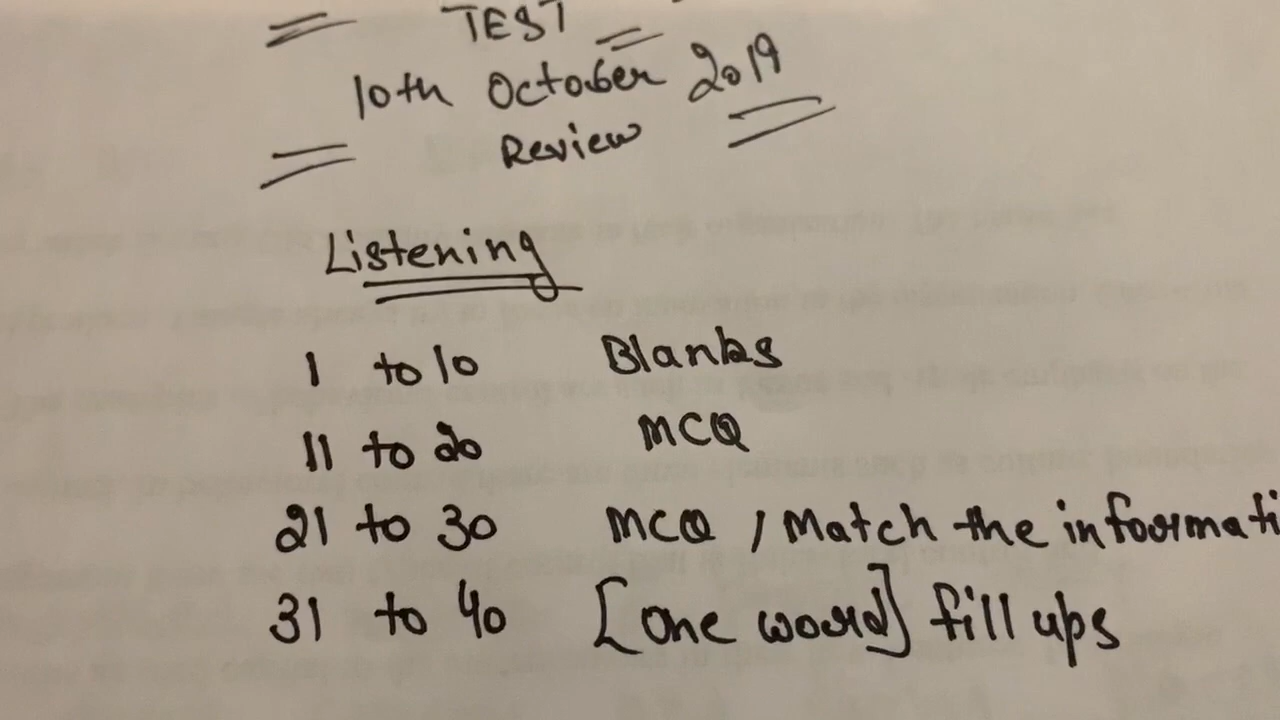 TEST
10th October 2019
Review
Listening
1 to 10 Blanks
11 to 20 MCQ
21 to 30 MCQ / Match the informati
31 to 40 [One word] fill ups